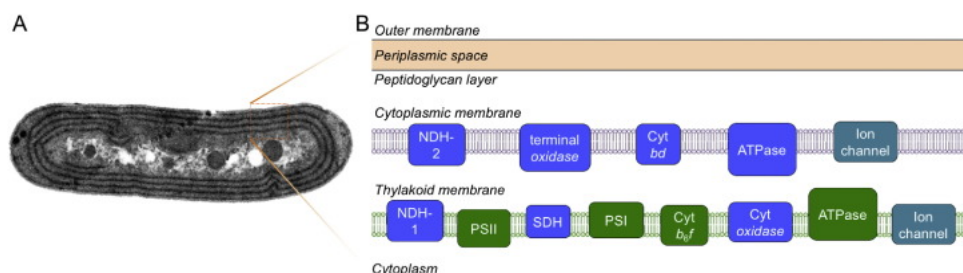 A
B
Outer membrane
Periplasmic space
Peptidoglycan layer
Cytoplasmic membrane
NDH-
2
terminal
oxidase
Cyt
bd
ATPase
Ion
channel
Thylakoid membrane
NDH-
1
PSII
SDH
PSI
Cyt
b₆f
Cyt
oxidase
ATPase
Ion
channel
Cytoplasm